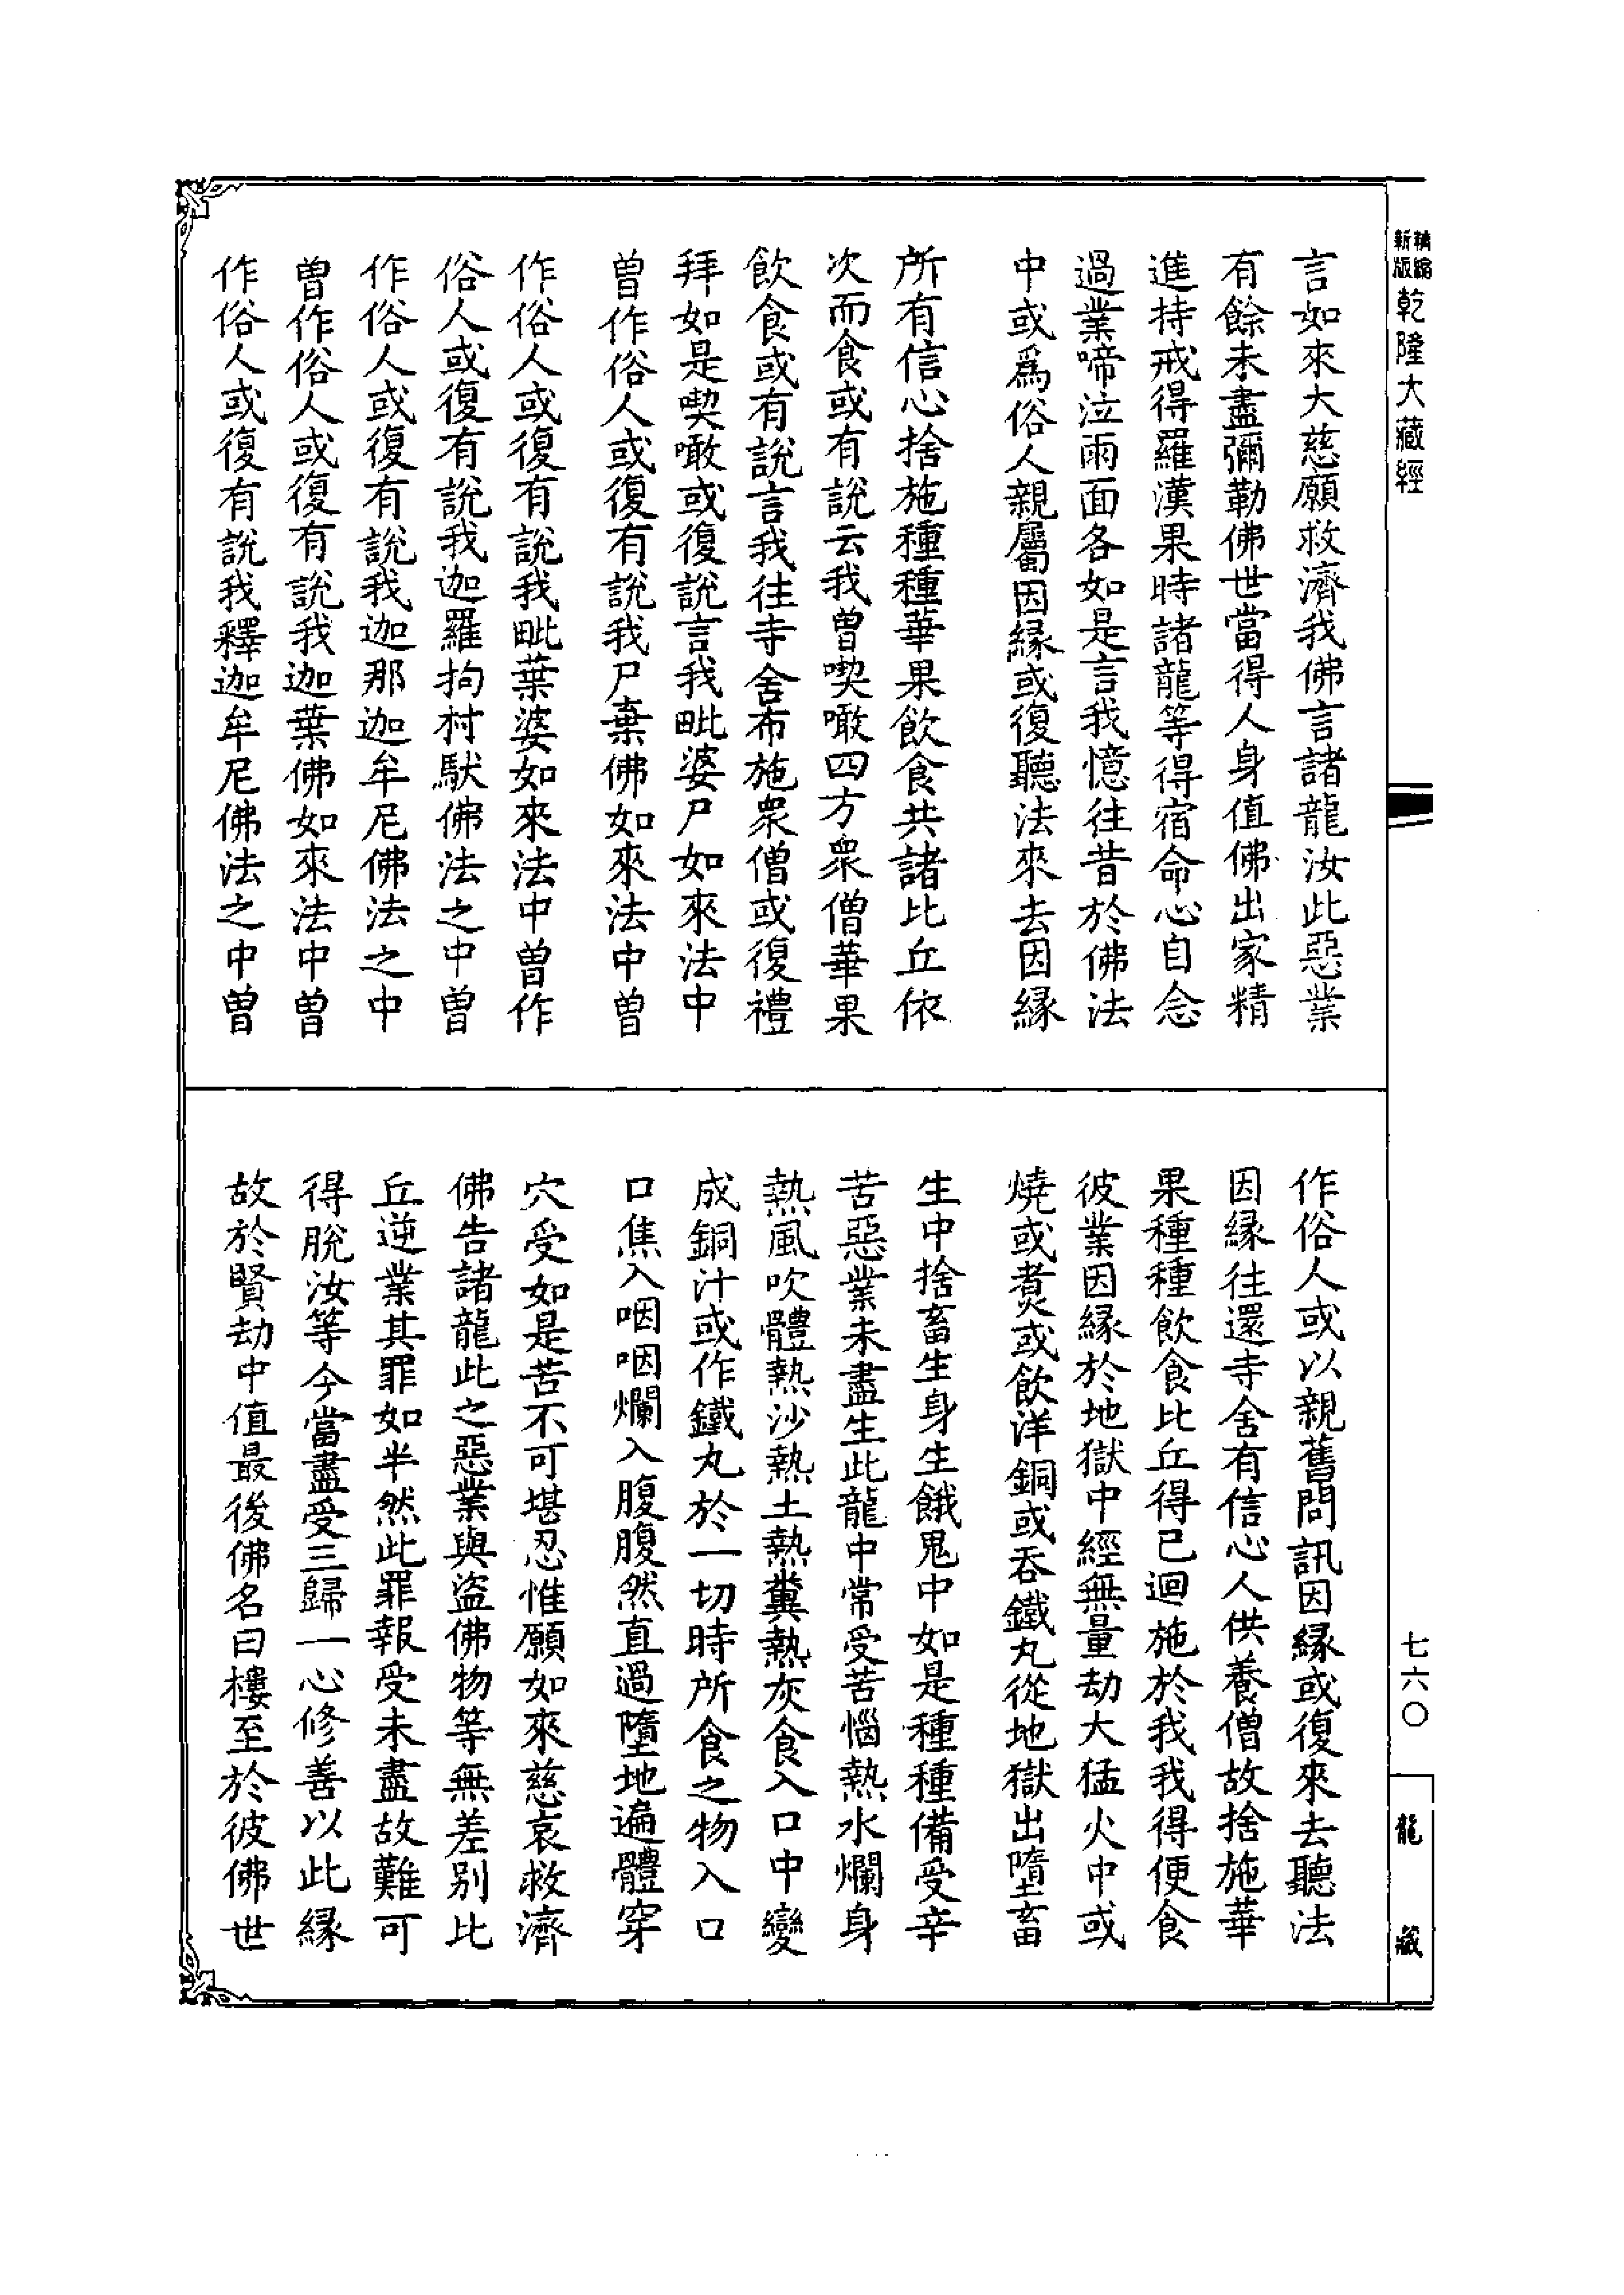 新版
精縮
乾隆大藏經
言如來大慈願救濟我佛言諸龍汝此惡業
有餘未盡彌勒佛世當得人身值佛出家精
進持戒得羅漢果時諸龍等得宿命心自念
過業啼泣雨面各如是言我憶往昔於佛法
中或爲俗人親屬因緣或復聽法來去因緣
所有信心捨施種種華果飲食共諸比丘依
次而食或有說云我曾喫噉四方衆僧華果
飲食或有說言我往寺舍布施衆僧或復禮
拜如是喫噉或復說言我毗婆尸如來法中
曾作俗人或復有說我尸棄佛如來法中曾
作俗人或復有說我毗葉婆如來法中曾作
俗人或復有說我迦羅拘村馱佛法之中曾
作俗人或復有說我迦那迦牟尼佛法之中
曾作俗人或復有說我迦葉佛如來法中曾
作俗人或復有說我釋迦牟尼佛法之中曾
作俗人或以親舊問訊因緣或復來去聽法
因緣往還寺舍有信心人供養僧故捨施華
果種種飲食比丘得已迴施於我我得便食
彼業因緣於地獄中經無量劫大猛火中或
燒或煮或飲洋銅或吞鐵丸從地獄出墮畜
生中捨畜生身生餓鬼中如是種種備受辛
苦惡業未盡生此龍中常受苦惱熱水爛身
熱風吹體熱沙熱土熱糞熱灰食入口中變
成銅汁或作鐵丸於一切時所食之物入口
口焦入咽咽爛入腹腹然直過墮地遍體穿
穴受如是苦不可堪忍惟願如來慈哀救濟
佛告諸龍此之惡業與盜佛物等無差別比
丘逆業其罪如半然此罪報受未盡故難可
得脫汝等今當盡受三歸一心修善以此緣
故於賢劫中值最後佛名曰樓至於彼佛世
七六〇
龍藏